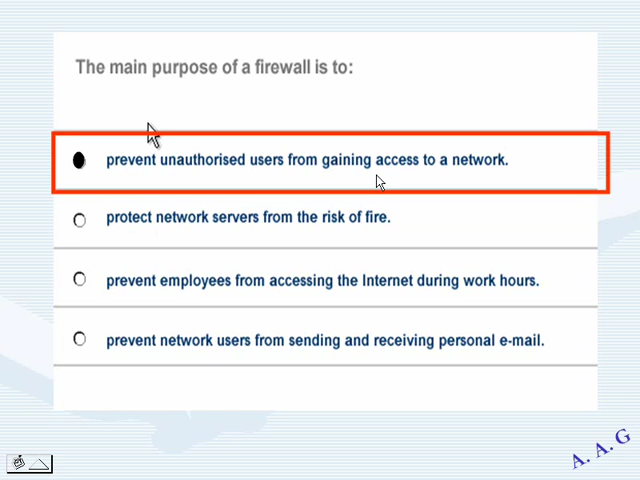 The main purpose of a firewall is to:
prevent unauthorised users from gaining access to a network.
protect network servers from the risk of fire.
prevent employees from accessing the Internet during work hours.
prevent network users from sending and receiving personal e-mail.
A. A. G